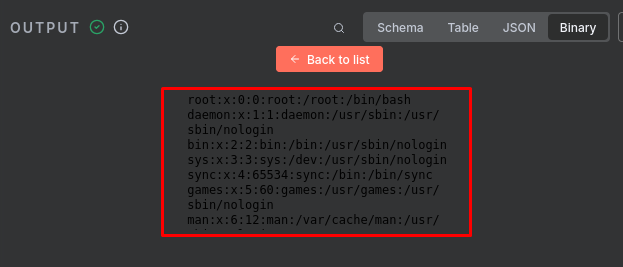 OUTPUT
Schema Table JSON Binary
Back to list
root:x:0:0:root:/root:/bin/bash
daemon:x:1:1:daemon:/usr/sbin:/usr/
sbin/nologin
bin:x:2:2:bin:/bin:/usr/sbin/nologin
sys:x:3:3:sys:/dev:/usr/sbin/nologin
sync:x:4:65534:sync:/bin:/bin/sync
games:x:5:60:games:/usr/games:/usr/
sbin/nologin
man:x:6:12:man:/var/cache/man:/usr/